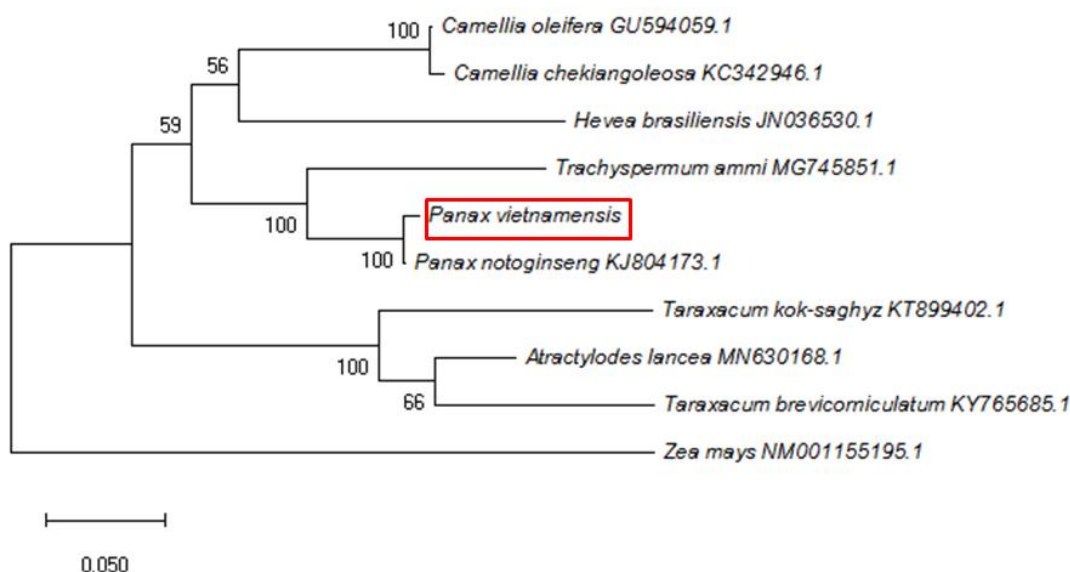 100
Camellia oleifera GU594059.1
56
Camellia chekiangoleosa KC342946.1
59
Hevea brasiliensis JN036530.1
Trachyspermum ammi MG745851.1
100
Panax vietnamensis
100
Panax notoginseng KJ804173.1
Taraxacum kok-saghyz KT899402.1
100
Atractylodes lancea MN630168.1
66
Taraxacum brevicorniculatum KY765685.1
Zea mays NM001155195.1
0.050